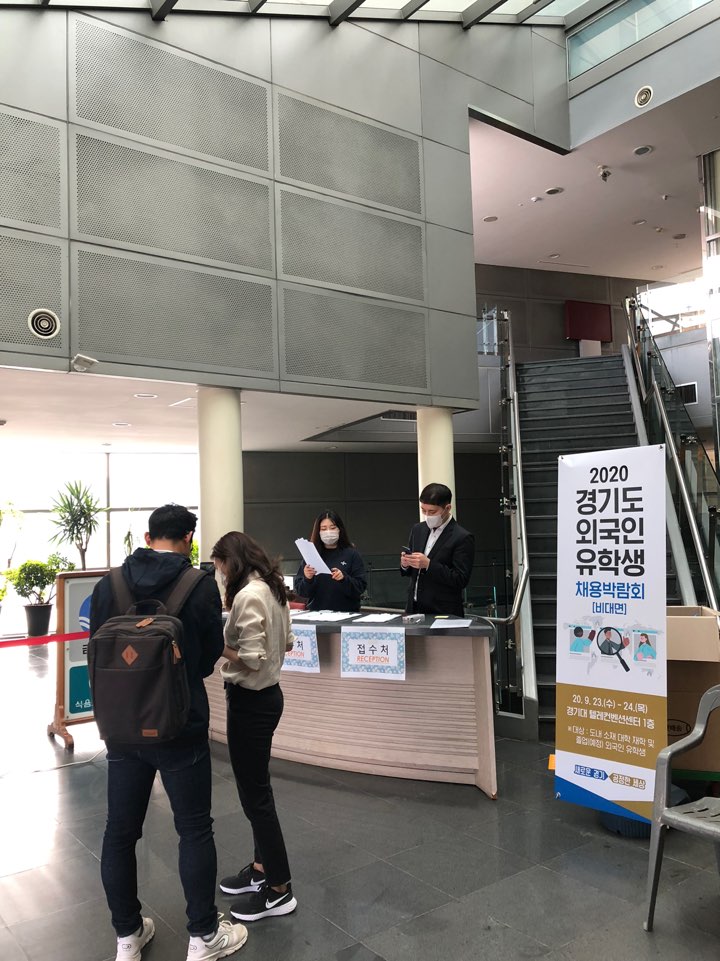 2020
경기도
외국인
유학생
채용박람회
[비대면]
20. 9. 23.(수) - 24.(목)
경기대 텔레컨벤션센터 1층
※ 대상 : 도내 소재 대학 재학 및
졸업(예정) 외국인 유학생
새로운 경기 공정한 세상
접수처
RECEPTION
RECEPTION